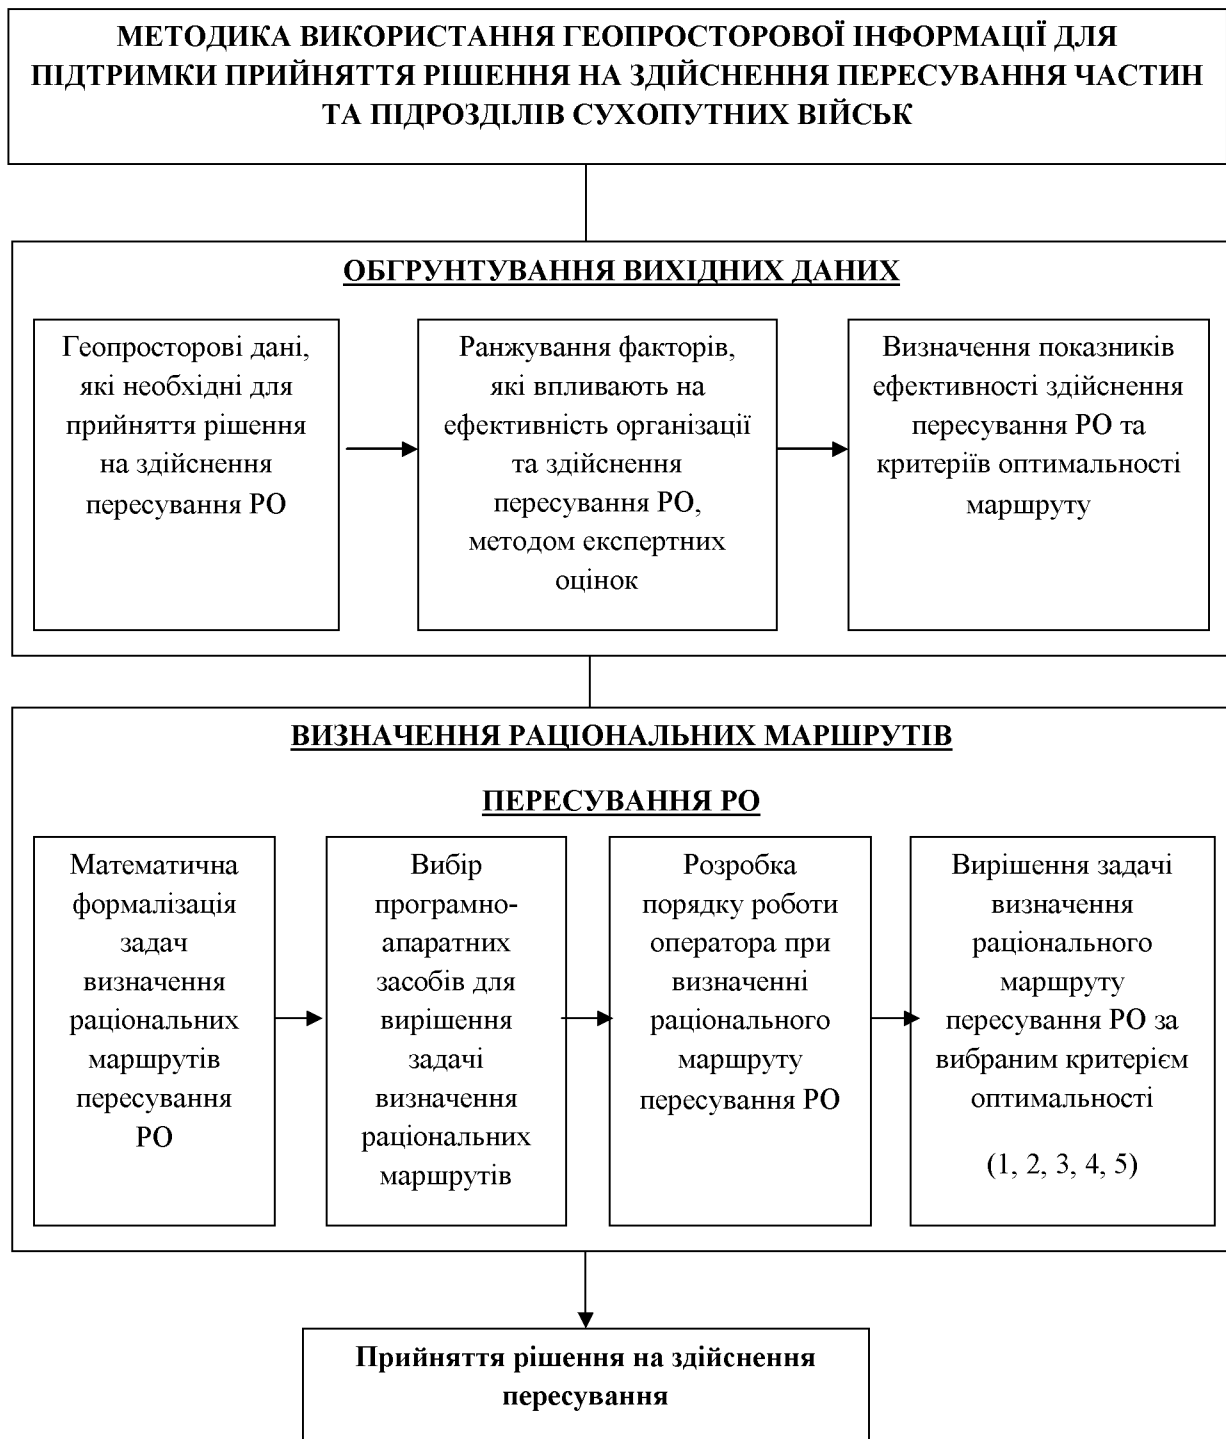 МЕТОДИКА ВИКОРИСТАННЯ ГЕОПРОСТОРОВОЇ ІНФОРМАЦІЇ ДЛЯ
ПІДТРИМКИ ПРИЙНЯТТЯ РІШЕННЯ НА ЗДІЙСНЕННЯ ПЕРЕСУВАННЯ ЧАСТИН
ТА ПІДРОЗДІЛІВ СУХОПУТНИХ ВІЙСЬК
ОБГРУНТУВАННЯ ВИХІДНИХ ДАНИХ
Геопросторові дані,
які необхідні для
прийняття рішення
на здійснення
пересування РО
Ранжування факторів,
які впливають на
ефективність організації
та здійснення
пересування РО,
методом експертних
оцінок
Визначення показників
ефективності здійснення
пересування РО та
критеріїв оптимальності
маршруту
ВИЗНАЧЕННЯ РАЦІОНАЛЬНИХ МАРШРУТІВ
ПЕРЕСУВАННЯ РО
Математична
формалізація
задач
визначення
раціональних
маршрутів
пересування
РО
Вибір
програмно-
апаратних
засобів для
вирішення
задачі
визначення
раціональних
маршрутів
Розробка
порядку роботи
оператора при
визначенні
раціонального
маршруту
пересування РО
Вирішення задачі
визначення
раціонального
маршруту
пересування РО за
вибраним критерієм
оптимальності
(1, 2, 3, 4, 5)
Прийняття рішення на здійснення
пересування